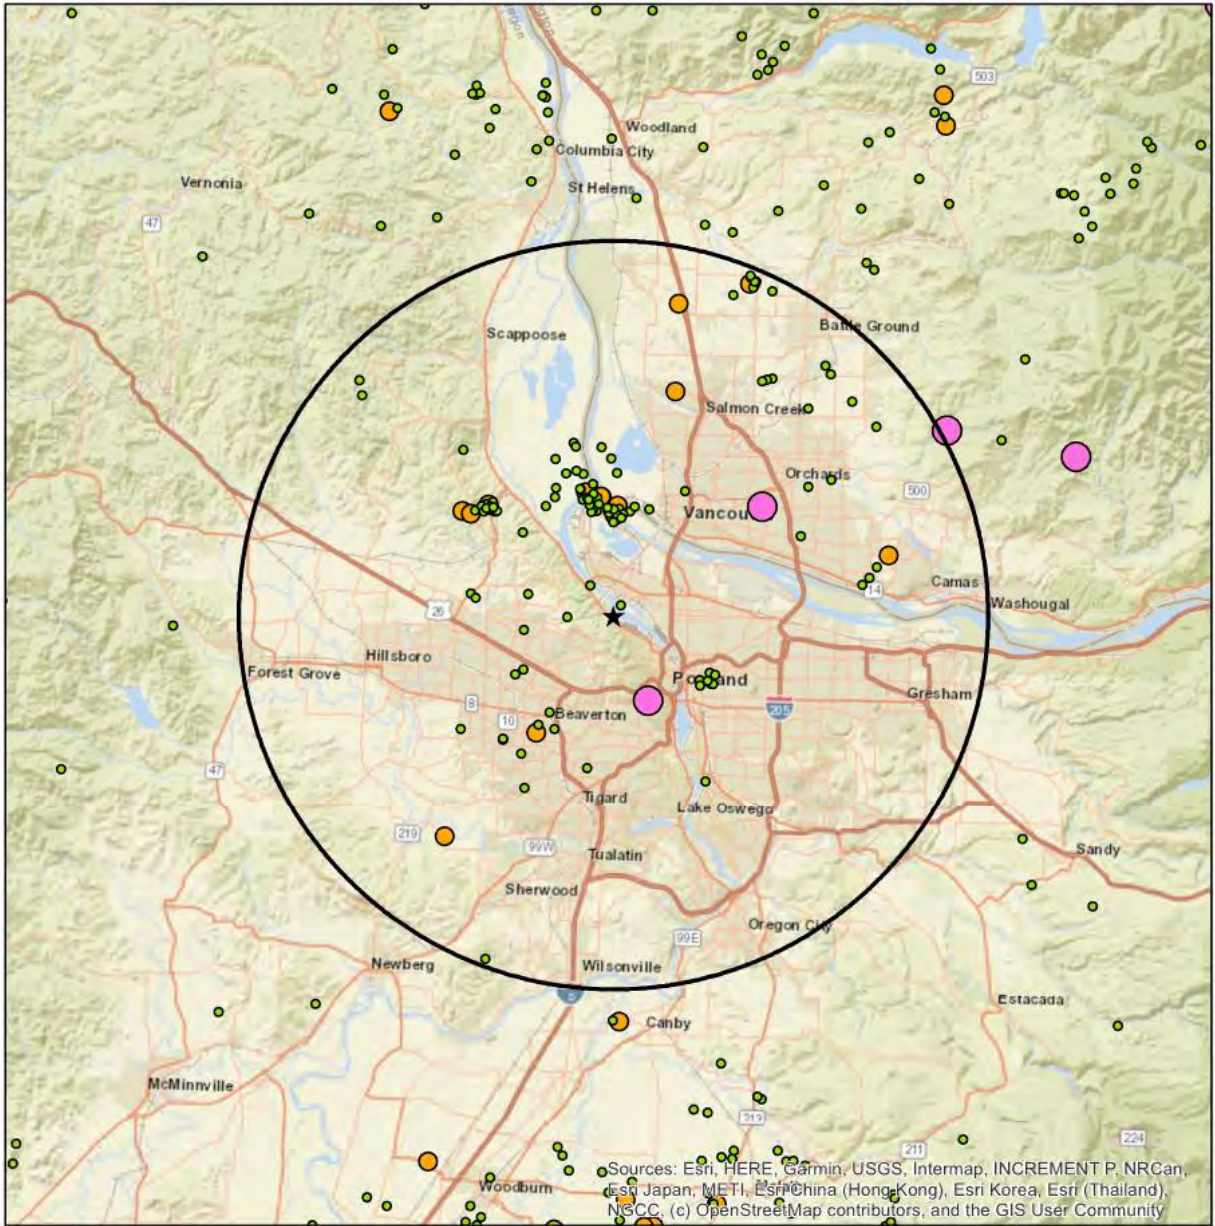 503
Woodland
Columbia City
St Helens
Vernonia
47
Scappoose
Battle Ground
Salmon Creek
Orchards
500
Vancou
Camas
14
Washougal
26
Hillsboro
Forest Grove
Portland
Gresham
8
205
10
Beaverton
47
Tigard
Lake Oswego
219
99W
Sandy
Tualatin
Sherwood
Oregon City
99E
Newberg
Wilsonville
Estacada
Canby
McMinnville
213
224
211
Sources: Esri, HERE, Garmin, USGS, Intermap, INCREMENT P, NRCan,
Woodburn
Esri Japan, METI, Esri China (Hong Kong), Esri Korea, Esri (Thailand),
NGCC, (c) OpenStreetMap contributors, and the GIS User Community